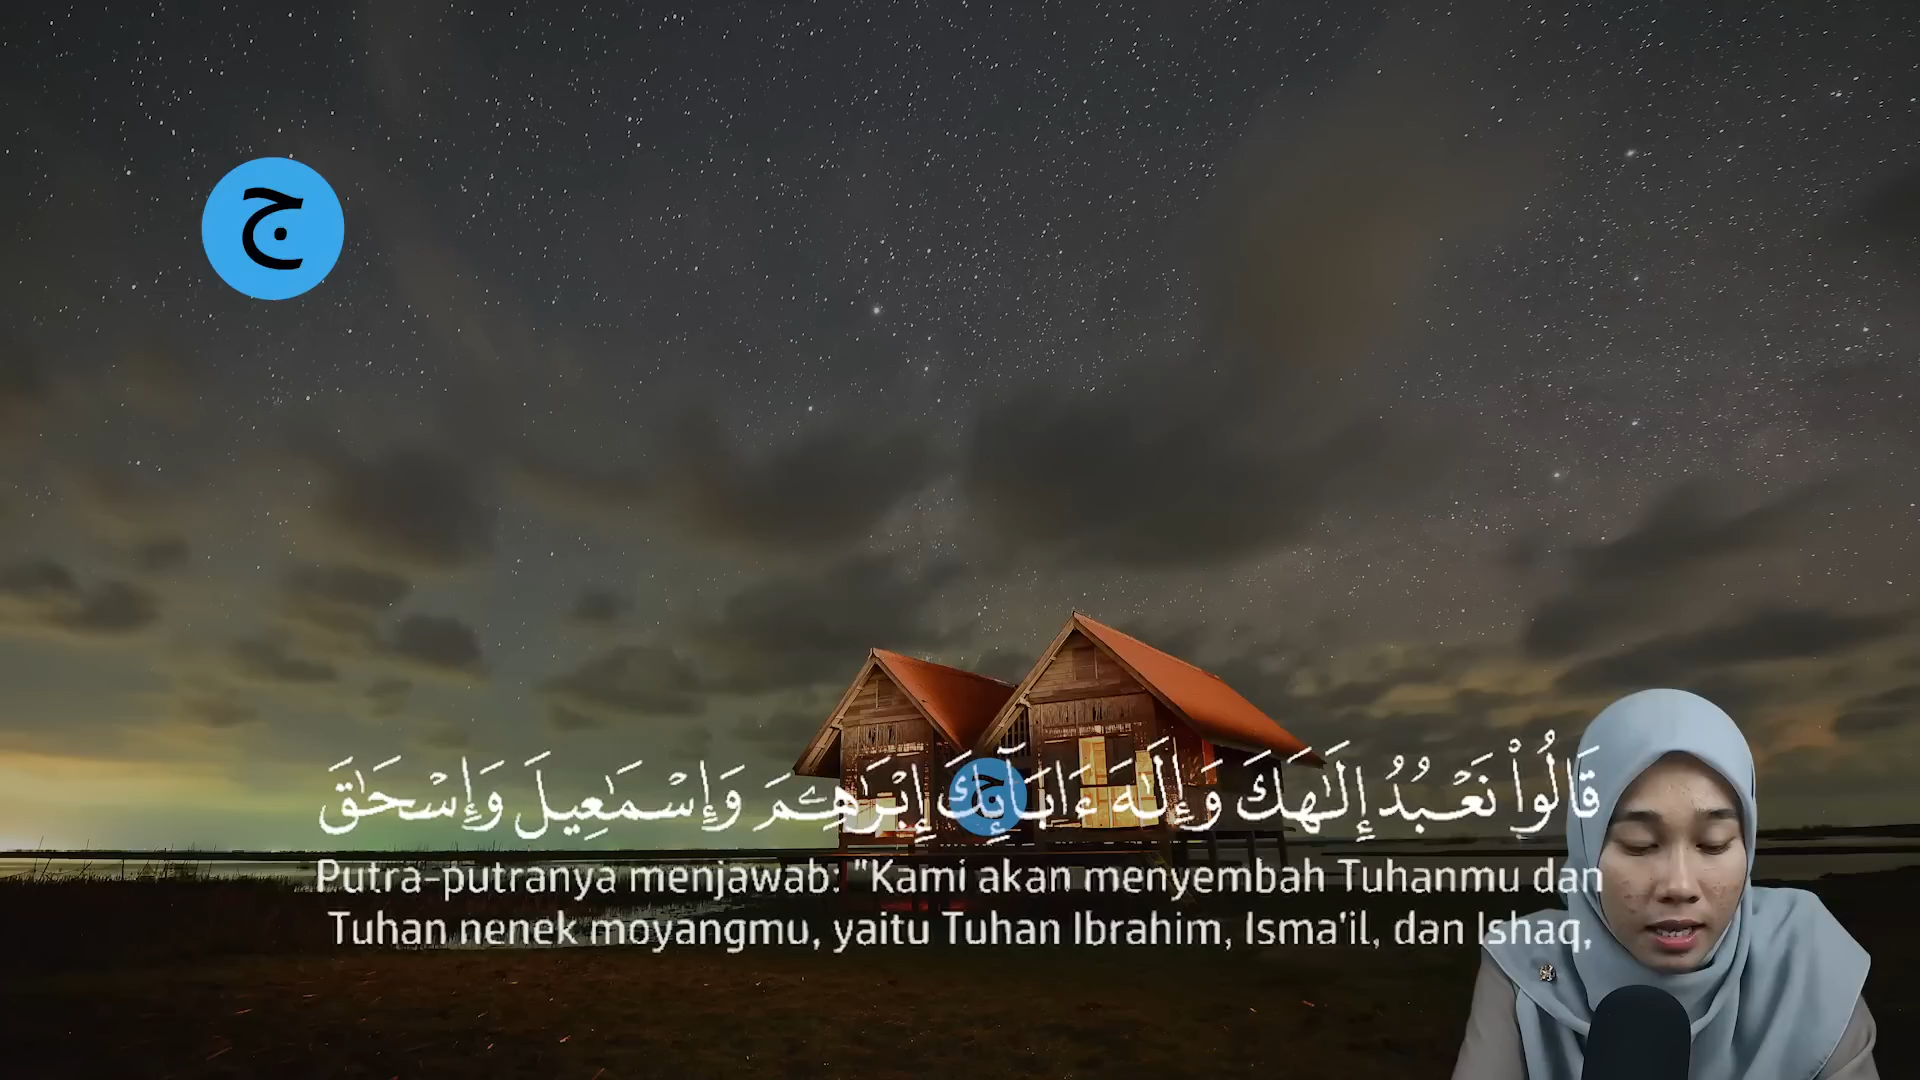 ج
قَالُوا۟ نَعْبُدُ إِلَـٰهَكَ وَإِلَـٰهَ ءَابَآئِكَ إِبْرَٰهِـۧمَ وَإِسْمَـٰعِيلَ وَإِسْحَـٰقَ
ج
Putra-putranya menjawab: "Kami akan menyembah Tuhanmu dan
Tuhan nenek moyangmu, yaitu Tuhan Ibrahim, Isma'il, dan Ishaq,